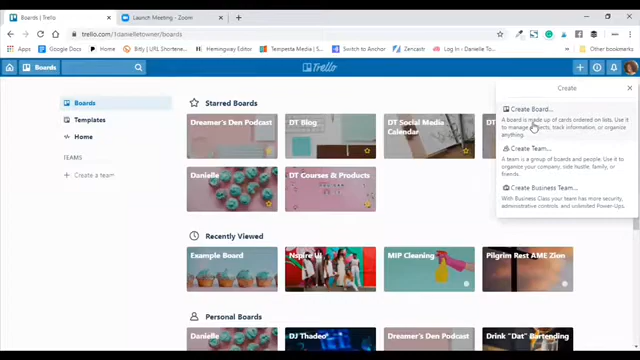 Boards | Trello
Launch Meeting - Zoom
trello.com/1danielletowner/boards
Apps
Bookmarks
Google Docs
Home
Bitly | URL Shortene...
Hemingway Editor
Tempesta Media S...
Switch to Anchor
Zencastr
Log In ‹ Danielle To...
Other bookmarks
Boards
Trello
Create
Create Board...
A board is made up of cards ordered on lists. Use it
to manage projects, track information, or organize
anything.
Create Team...
A team is a group of boards and people. Use it to
organize your company, side hustle, family, or
friends.
Create Business Team...
With Business Class your team has more security,
administrative controls, and unlimited Power-Ups.
Boards
Templates
Home
TEAMS
Create a team
Starred Boards
Dreamer's Den Podcast
DT Blog
DT Social Media
Calendar
Danielle
DT Courses & Products
Recently Viewed
Example Board
Nspire U
MIP Cleaning
Pilgrim Rest AME Zion
Personal Boards
Danielle
DJ Thadeo
Dreamer's Den Podcast
Drink "Dat" Bartending